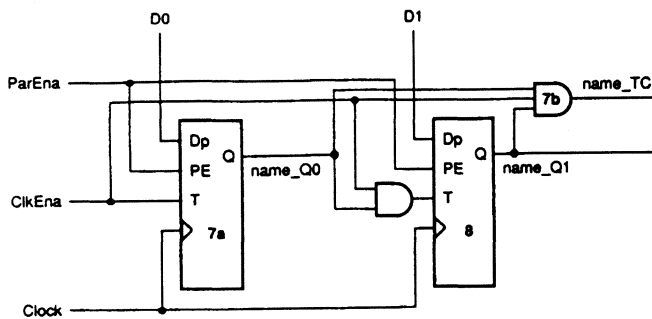 D0 D1
ParEna
name_TC
7b
Dp Q
Dp Q
name_Q0
name_Q1
PE
PE
ClkEna
T
T
7a
8
Clock